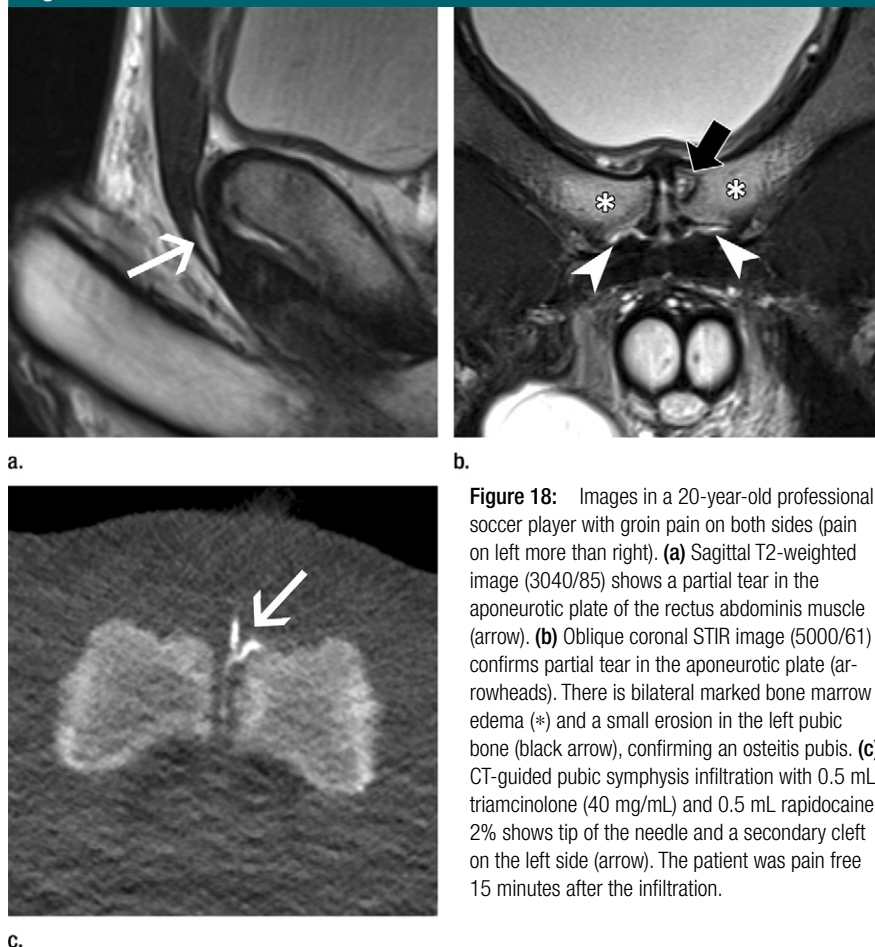 a.
b.
Figure 18: Images in a 20-year-old professional
soccer player with groin pain on both sides (pain
on left more than right). (a) Sagittal T2-weighted
image (3040/85) shows a partial tear in the
aponeurotic plate of the rectus abdominis muscle
(arrow). (b) Oblique coronal STIR image (5000/61)
confirms partial tear in the aponeurotic plate (ar-
rowheads). There is bilateral marked bone marrow
edema (*) and a small erosion in the left pubic
bone (black arrow), confirming an osteitis pubis. (c)
CT-guided pubic symphysis infiltration with 0.5 mL
triamcinolone (40 mg/mL) and 0.5 mL rapidocaine
2% shows tip of the needle and a secondary cleft
on the left side (arrow). The patient was pain free
15 minutes after the infiltration.
c.